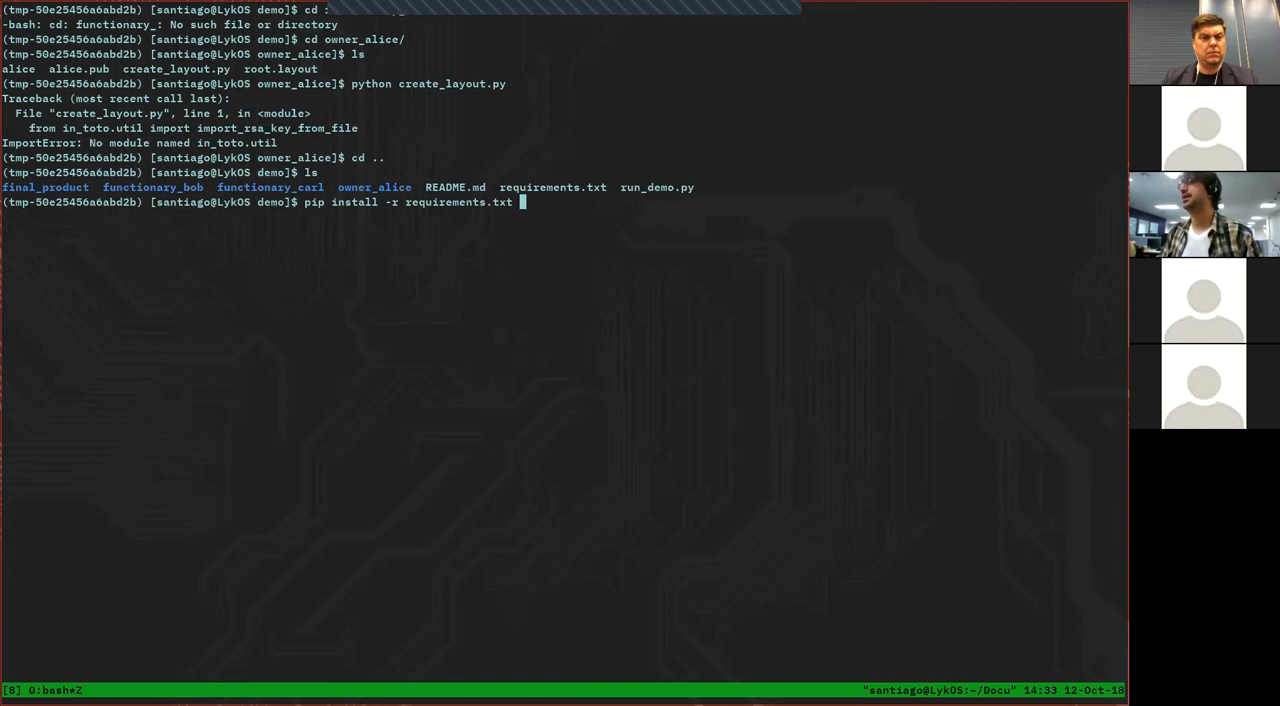 (tmp-50e25456a6abd2b) [santiago@LykOS demo]$ cd :
-bash: cd: functionary_: No such file or directory
(tmp-50e25456a6abd2b) [santiago@LykOS demo]$ cd owner_alice/
(tmp-50e25456a6abd2b) [santiago@LykOS owner_alice]$ ls
alice  alice.pub  create_layout.py  root.layout
(tmp-50e25456a6abd2b) [santiago@LykOS owner_alice]$ python create_layout.py
Traceback (most recent call last):
  File "create_layout.py", line 1, in <module>
    from in_toto.util import import_rsa_key_from_file
ImportError: No module named in_toto.util
(tmp-50e25456a6abd2b) [santiago@LykOS owner_alice]$ cd ..
(tmp-50e25456a6abd2b) [santiago@LykOS demo]$ ls
final_product  functionary_bob  functionary_carl  owner_alice  README.md  requirements.txt  run_demo.py
(tmp-50e25456a6abd2b) [santiago@LykOS demo]$ pip install -r requirements.txt
[8] 0:bash*Z "santiago@LykOS:~/Docu" 14:33 12-Oct-18